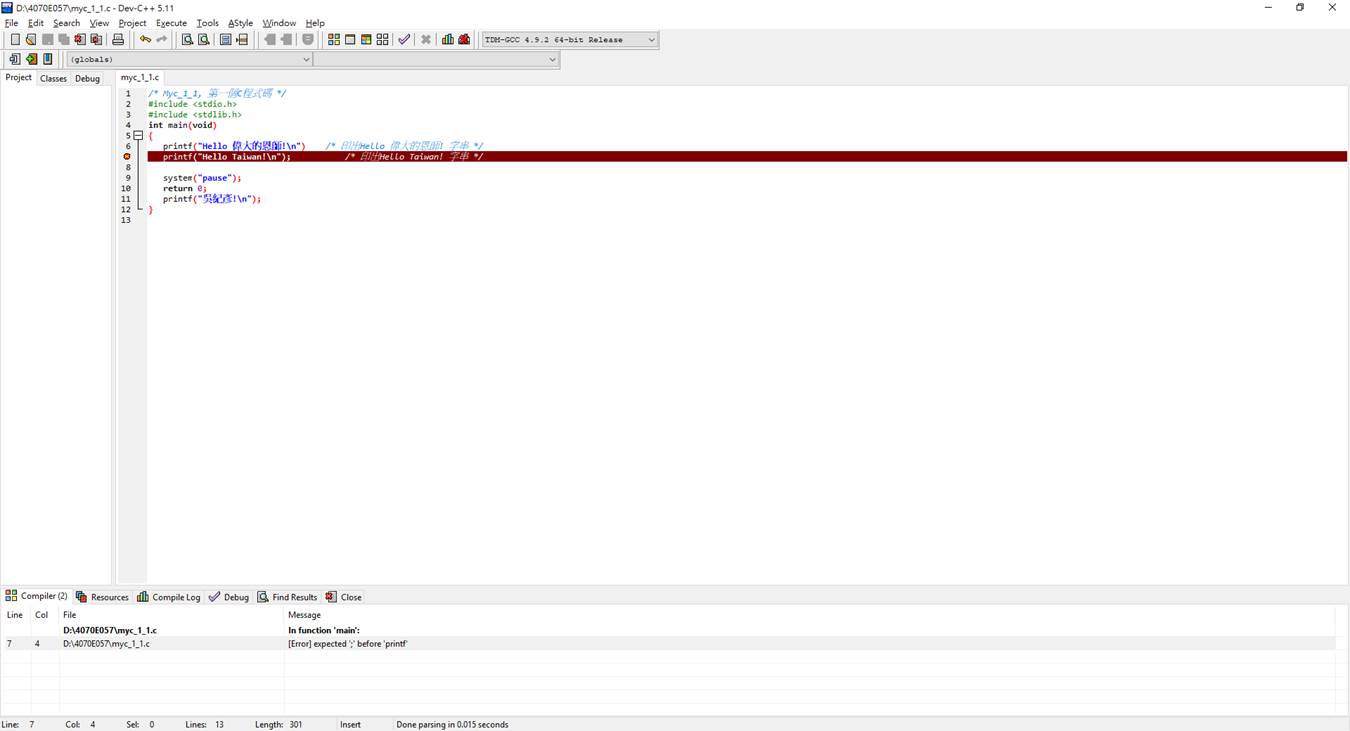 D:\4070E057\myc_1_1.c - Dev-C++ 5.11
File Edit Search View Project Execute Tools AStyle Window Help
TDM-GCC 4.9.2 64-bit Release
(globals)
Project Classes Debug myc_1_1.c
1 /* Myc_1_1, 第一個C程式碼 */
2 #include <stdio.h>
3 #include <stdlib.h>
4 int main(void)
5 {
6 printf("Hello 偉大的恩師!\n") /* 印出Hello 偉大的恩師! 字串 */
printf("Hello Taiwan!\n"); /* 印出Hello Taiwan! 字串 */
8
9 system("pause");
10 return 0;
11 printf("吳紀彥!\n");
12 }
13
Compiler (2) Resources Compile Log Debug Find Results Close
Line Col File Message
D:\4070E057\myc_1_1.c In function 'main':
7 4 D:\4070E057\myc_1_1.c [Error] expected ';' before 'printf'
Line: 7 Col: 4 Sel: 0 Lines: 13 Length: 301 Insert Done parsing in 0.015 seconds